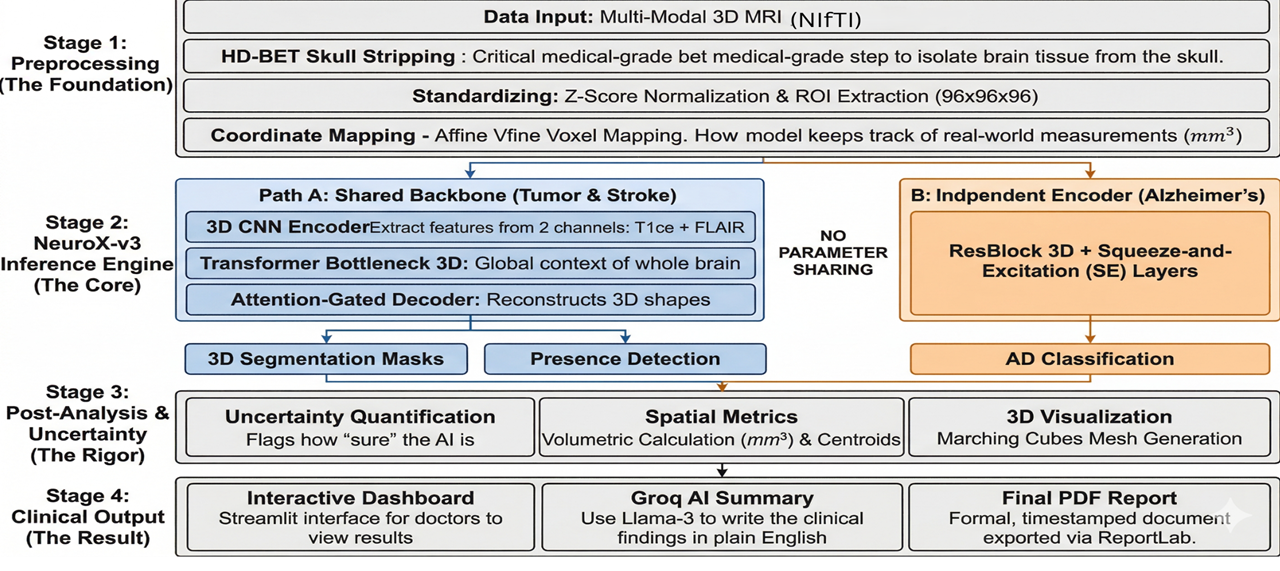 Stage 1:
Preprocessing
(The Foundation)
Data Input: Multi-Modal 3D MRI (NIfTI)
HD-BET Skull Stripping : Critical medical-grade bet medical-grade step to isolate brain tissue from the skull.
Standardizing: Z-Score Normalization & ROI Extraction (96x96x96)
Coordinate Mapping - Affine Vfine Voxel Mapping. How model keeps track of real-world measurements (mm³)
Stage 2:
NeuroX-v3
Inference Engine
(The Core)
Path A: Shared Backbone (Tumor & Stroke)
3D CNN EncoderExtract features from 2 channels: T1ce + FLAIR
Transformer Bottleneck 3D: Global context of whole brain
Attention-Gated Decoder: Reconstructs 3D shapes
NO
PARAMETER
SHARING
B: Indpendent Encoder (Alzheimer's)
ResBlock 3D + Squeeze-and-
Excitation (SE) Layers
3D Segmentation Masks
Presence Detection
AD Classification
Stage 3:
Post-Analysis &
Uncertainty
(The Rigor)
Uncertainty Quantification
Flags how “sure” the AI is
Spatial Metrics
Volumetric Calculation (mm³) & Centroids
3D Visualization
Marching Cubes Mesh Generation
Stage 4:
Clinical Output
(The Result)
Interactive Dashboard
Streamlit interface for doctors to
view results
Groq AI Summary
Use Llama-3 to write the clinical
findings in plain English
Final PDF Report
Formal, timestamped document
exported via ReportLab.